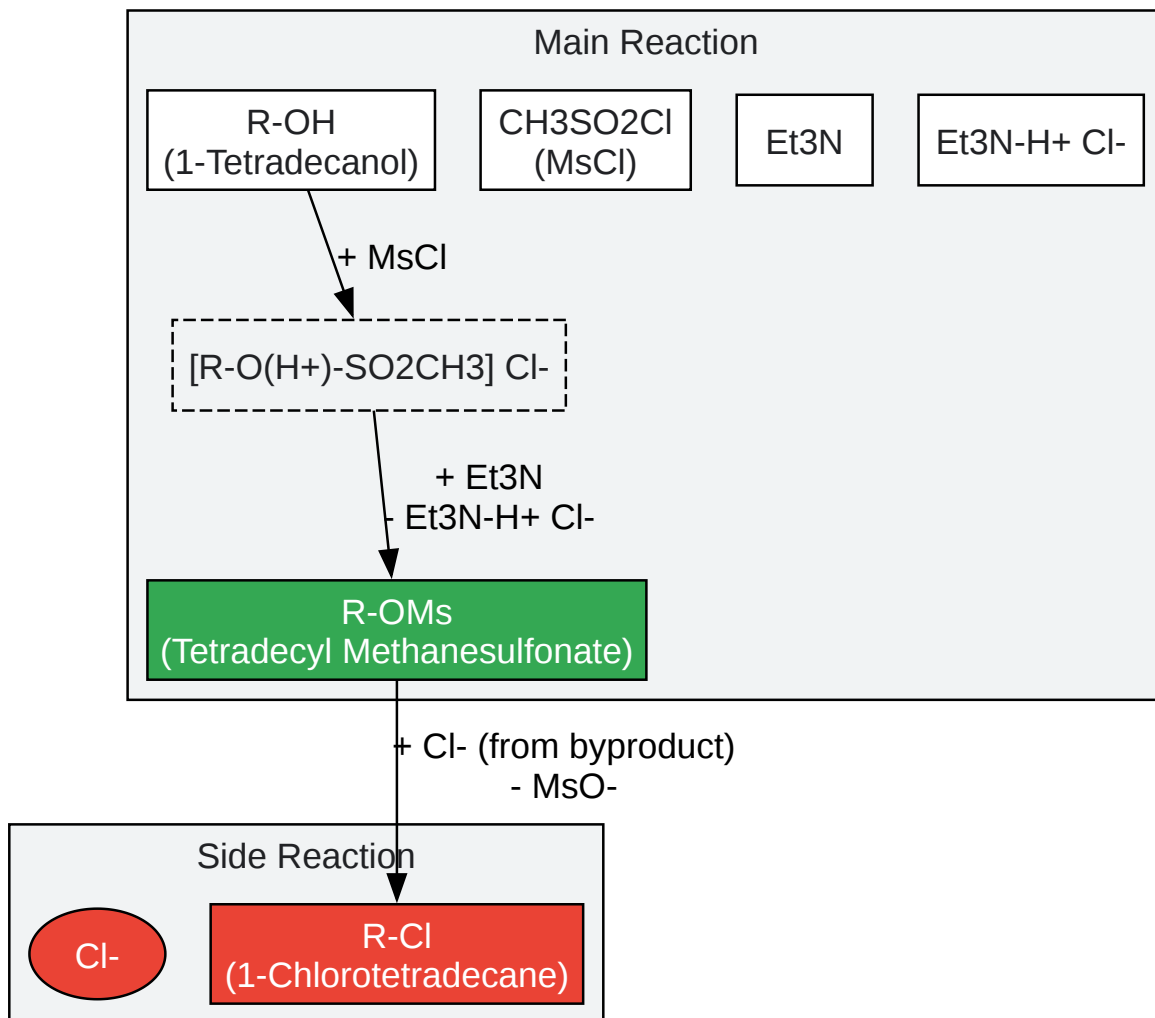 Main Reaction
R-OH
(1-Tetradecanol)
CH3SO2Cl
(MsCl)
Et3N
Et3N-H+ Cl-
+ MsCl
[R-O(H+)-SO2CH3] Cl-
+ Et3N
- Et3N-H+ Cl-
R-OMs
(Tetradecyl Methanesulfonate)
+ Cl- (from byproduct)
- MsO-
Side Reaction
Cl-
R-Cl
(1-Chlorotetradecane)